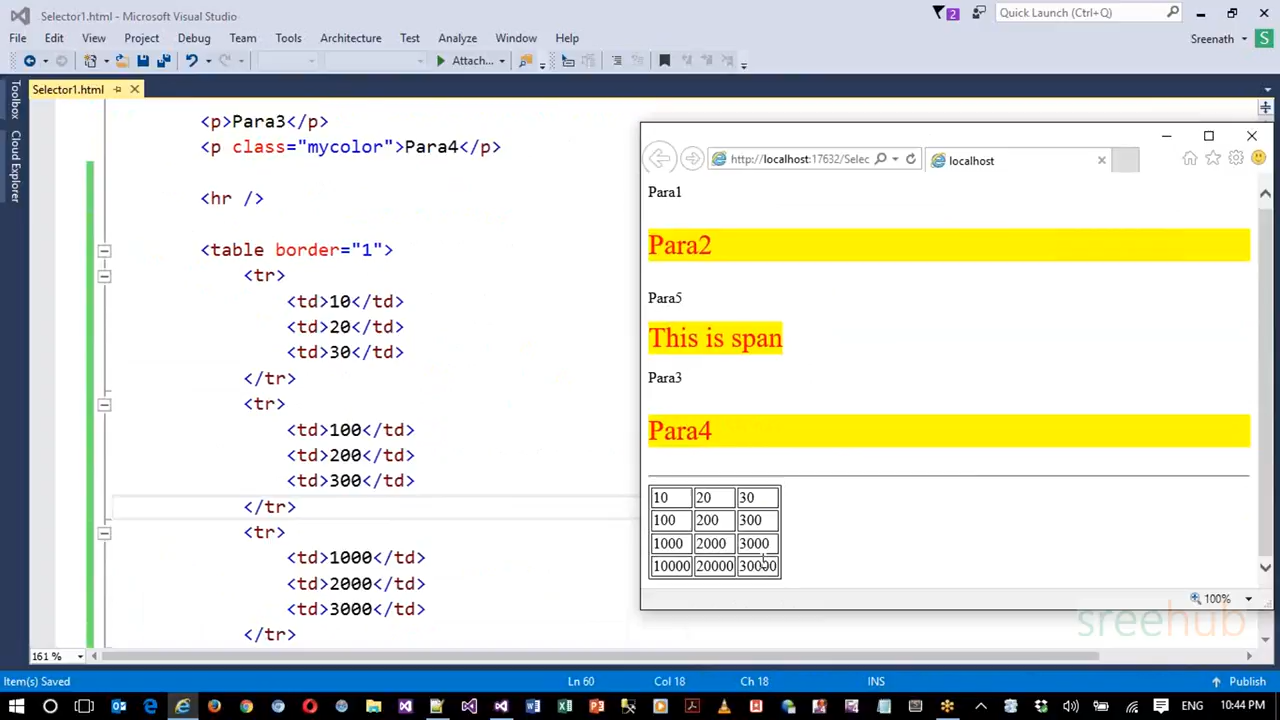 Selector1.html - Microsoft Visual Studio
2
Quick Launch (Ctrl+Q)
File Edit View Project Debug Team Tools Architecture Test Analyze Window Help
Sreenath
S
Attach...
Toolbox
Cloud Explorer
Selector1.html
<p>Para3</p>
<p class="mycolor">Para4</p>
<hr />
<table border="1">
<tr>
<td>10</td>
<td>20</td>
<td>30</td>
</tr>
<tr>
<td>100</td>
<td>200</td>
<td>300</td>
</tr>
<tr>
<td>1000</td>
<td>2000</td>
<td>3000</td>
</tr>
http://localhost:17632/Selec
localhost
Para1
Para2
Para5
This is span
Para3
Para4
10 20 30
100 200 300
1000 2000 3000
10000 20000 30000
100%
sreehub
161 %
Item(s) Saved
Ln 60
Col 18
Ch 18
INS
Publish
ENG
10:44 PM